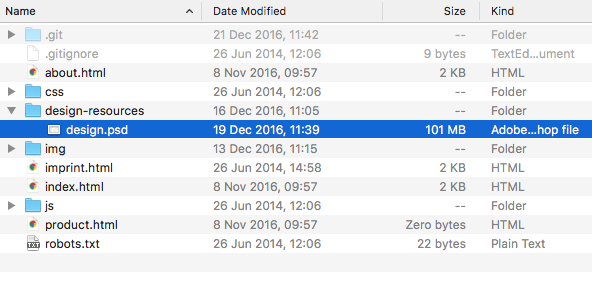 Name Date Modified Size Kind
.git 21 Dec 2016, 11:42 -- Folder
.gitignore 26 Jun 2014, 12:06 9 bytes TextEd...ument
about.html 8 Nov 2016, 09:57 2 KB HTML
css 26 Jun 2014, 12:06 -- Folder
design-resources 16 Dec 2016, 11:05 -- Folder
design.psd 19 Dec 2016, 11:39 101 MB Adobe...hop file
img 13 Dec 2016, 11:15 -- Folder
imprint.html 26 Jun 2014, 14:58 2 KB HTML
index.html 8 Nov 2016, 09:57 2 KB HTML
js 26 Jun 2014, 12:06 -- Folder
product.html 8 Nov 2016, 09:57 Zero bytes HTML
robots.txt 26 Jun 2014, 12:06 22 bytes Plain Text